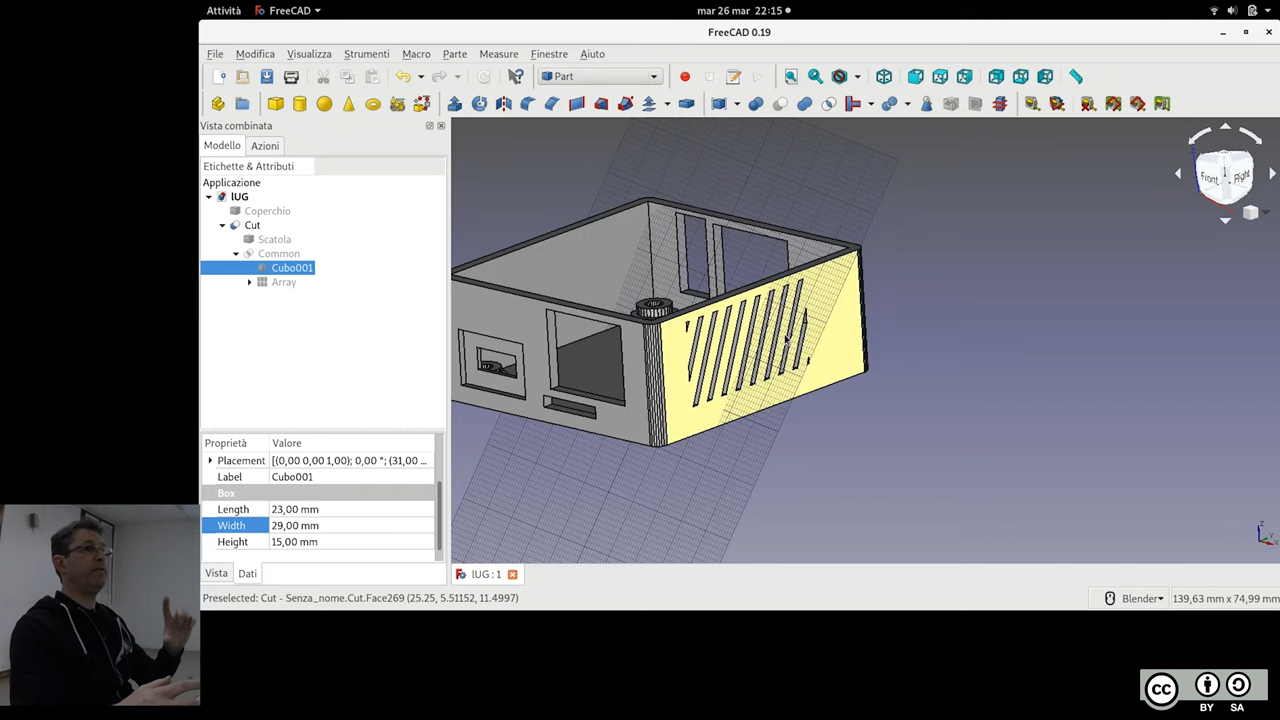 Attività
FreeCAD
mar 26 mar 22:15
FreeCAD 0.19
File Modifica Visualizza Strumenti Macro Parte Measure Finestre Aiuto
Part
Vista combinata
Modello Azioni
Etichette & Attributi
Applicazione
lUG
Coperchio
Cut
Scatola
Common
Cubo001
Array
Proprietà Valore
Placement [(0,00 0,00 1,00); 0,00 °; (31,00 ...
Label Cubo001
Box
Length 23,00 mm
Width 29,00 mm
Height 15,00 mm
Vista Dati
Front Right
Z
lUG : 1
Preselected: Cut - Senza_nome.Cut.Face269 (25.25, 5.51152, 11.4997)
Blender
139,63 mm x 74,99 mm
CC
BY SA